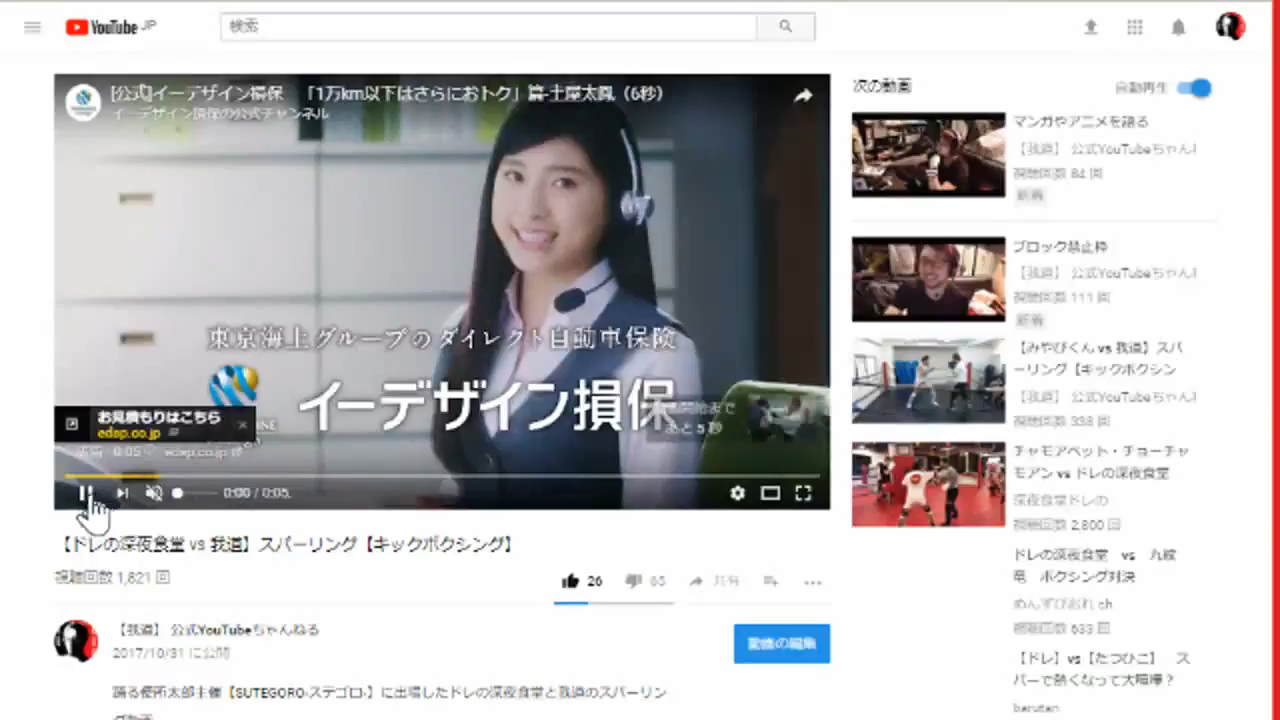 YouTube JP
検索
[公式]イーデザイン損保 「1万km以下はさらにおトク」篇-土屋太鳳（6秒）
イーデザイン損保の公式チャンネル
東京海上グループのダイレクト自動車保険
イーデザイン損保
お見積もりはこちら
edsp.co.jp
あと 5 秒
0:05
edsp.co.jp
0:00 / 0:05
【ドレの深夜食堂 vs 我道】スパーリング【キックボクシング】
視聴回数 1,821 回
26
65
共有
【我道】 公式YouTubeちゃんねる
2017/10/31 に公開
動画の編集
踊る便所太郎主催【SUTEGORO-ステゴロ-】に出場したドレの深夜食堂と我道のスパーリン
グ動画
次の動画
自動再生
マンガやアニメを語る
【我道】 公式YouTubeちゃん
視聴回数 84 回
新着
ブロック禁止枠
【我道】 公式YouTubeちゃん
視聴回数 111 回
新着
【みやびくん vs 我道】スパ
ーリング【キックボクシン
【我道】 公式YouTubeちゃん
視聴回数 338 回
チャモアペット・チョーチャ
モアン vs ドレの深夜食堂
深夜食堂ドレの
視聴回数 2,800 回
ドレの深夜食堂 vs 九紋
竜 ボクシング対決
めんずぴおれ ch
視聴回数 633 回
【ドレ】vs【たつひこ】 ス
パーで熱くなって大喧嘩？